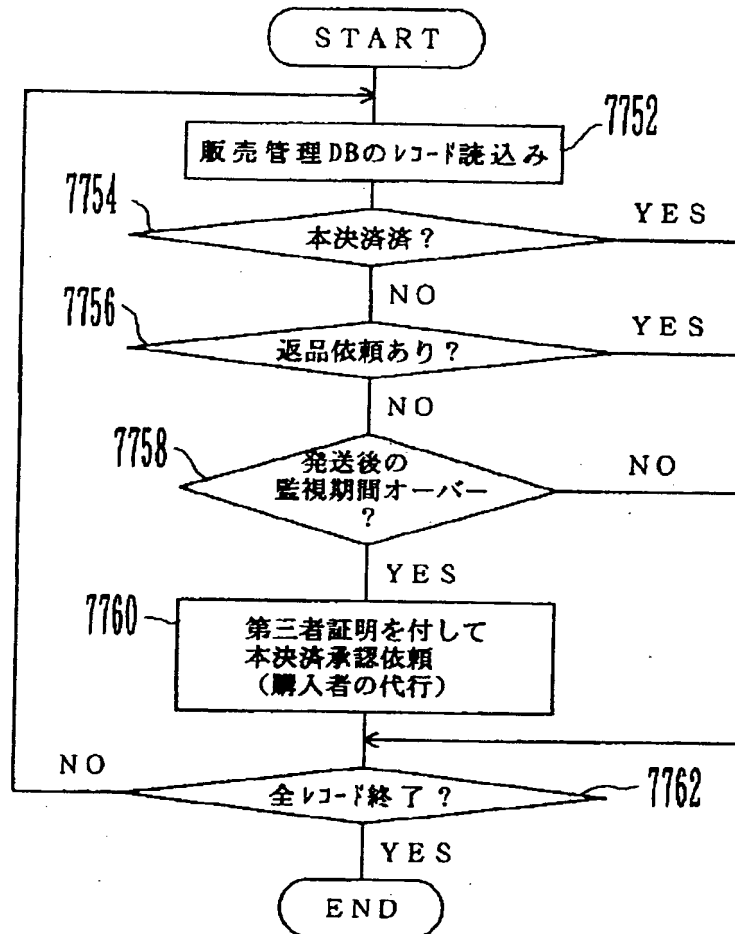 START
7752
販売管理DBのレコード読込み
7754
本決済済？
YES
NO
7756
返品依頼あり？
YES
NO
7758
発送後の
監視期間オーバー
？
NO
YES
7760
第三者証明を付して
本決済承認依頼
（購入者の代行）
NO
全レコード終了？
7762
YES
END